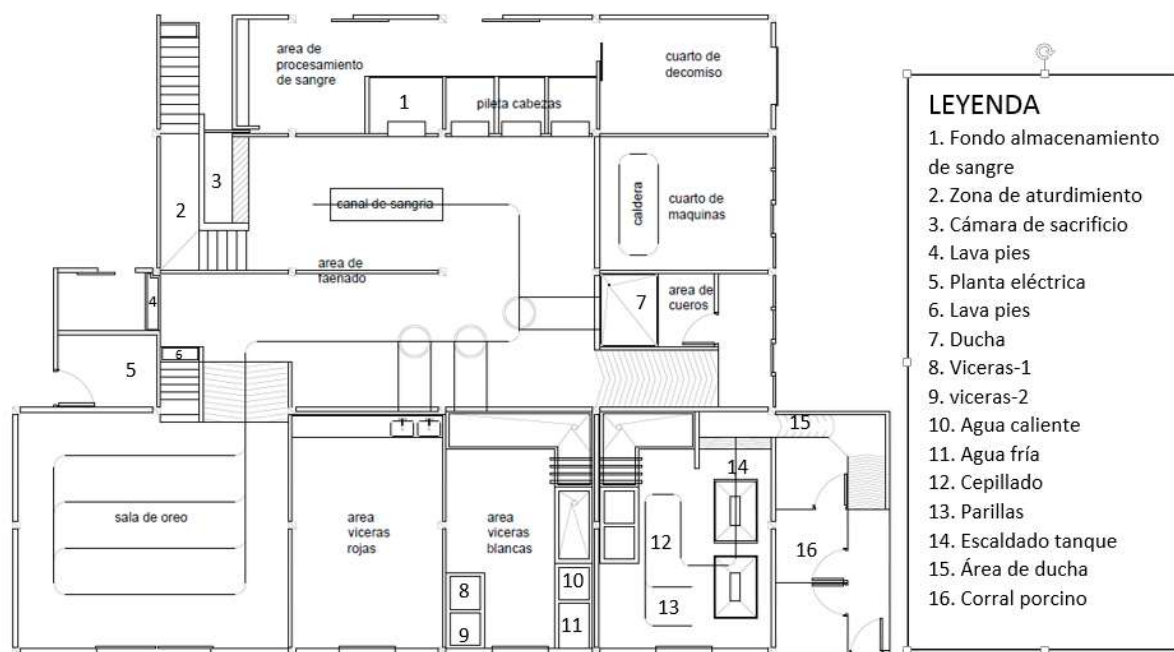 area de
procesamiento
de sangre
cuarto de
decomiso
1
pileta cabezas
3
2
canal de sangria
caldera
cuarto de
maquinas
area de
faenado
4
7
area de
cueros
5
6
15
14
sala de oreo
area
viceras
rojas
area
viceras
blancas
12
16
8
10
13
9
11
LEYENDA
1. Fondo almacenamiento
de sangre
2. Zona de aturdimiento
3. Cámara de sacrificio
4. Lava pies
5. Planta eléctrica
6. Lava pies
7. Ducha
8. Viceras-1
9. viceras-2
10. Agua caliente
11. Agua fría
12. Cepillado
13. Parillas
14. Escaldado tanque
15. Área de ducha
16. Corral porcino